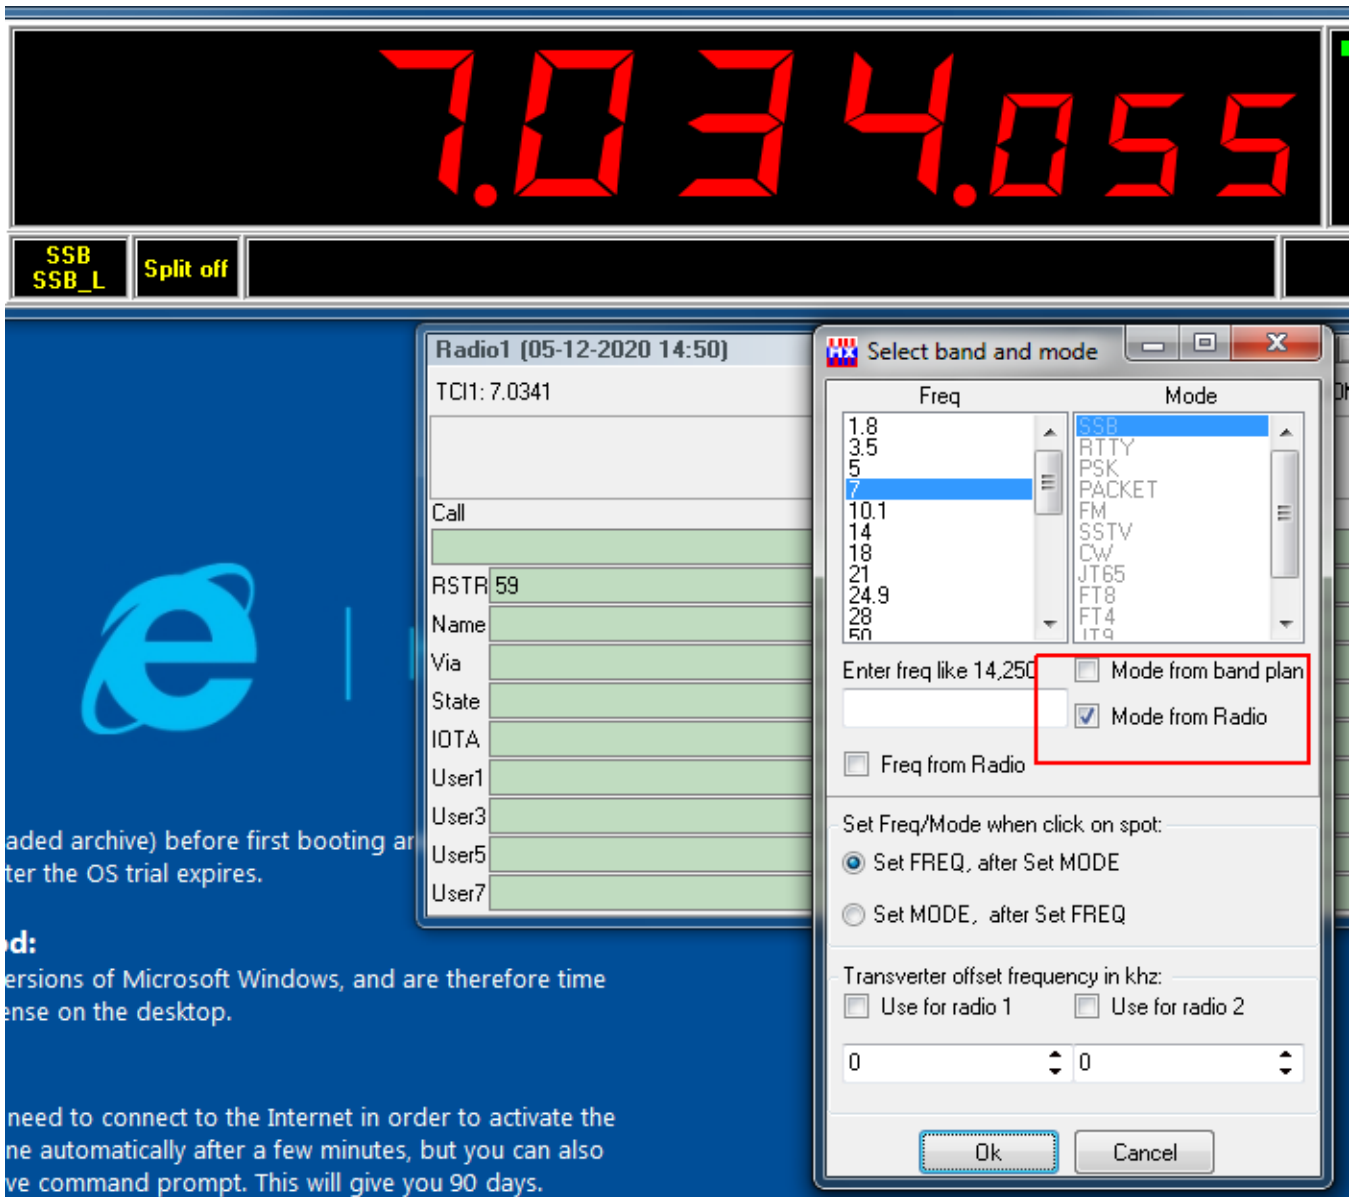 7.034.055
SSB
SSB_L
Split off
Radio1 (05-12-2020 14:50)
TCI1: 7.0341
Call
RSTR 59
Name
Via
State
IOTA
User1
User3
User5
User7
Select band and mode
Freq
Mode
1.8
3.5
5
7
10.1
14
18
21
24.9
28
50
SSB
RTTY
PSK
PACKET
FM
SSTV
CW
JT65
FT8
FT4
JT9
Enter freq like 14,250
Mode from band plan
Mode from Radio
Freq from Radio
Set Freq/Mode when click on spot:
Set FREQ, after Set MODE
Set MODE, after Set FREQ
Transverter offset frequency in khz:
Use for radio 1
Use for radio 2
0
0
Ok
Cancel
aded archive) before first booting ar
ter the OS trial expires.
d:
ersions of Microsoft Windows, and are therefore time
ense on the desktop.
need to connect to the Internet in order to activate the
ne automatically after a few minutes, but you can also
ve command prompt. This will give you 90 days.